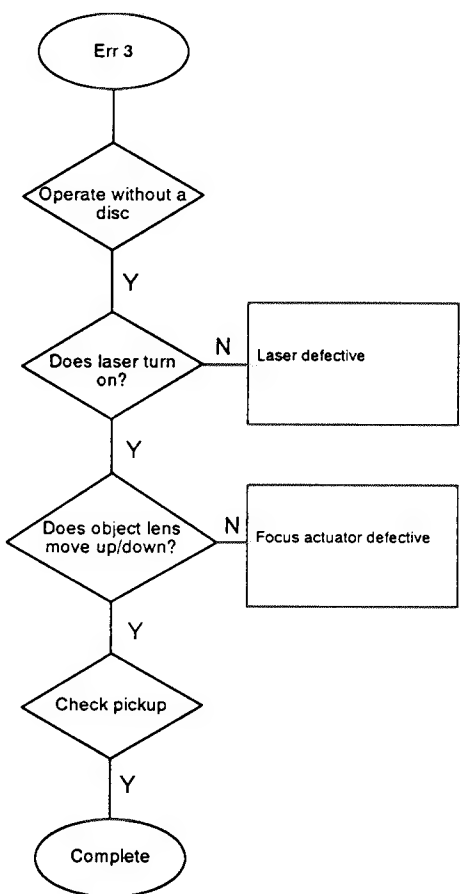 Err 3
Operate without a
disc
Y
Does laser turn
on?
N
Laser defective
Y
Does object lens
move up/down?
N
Focus actuator defective
Y
Check pickup
Y
Complete